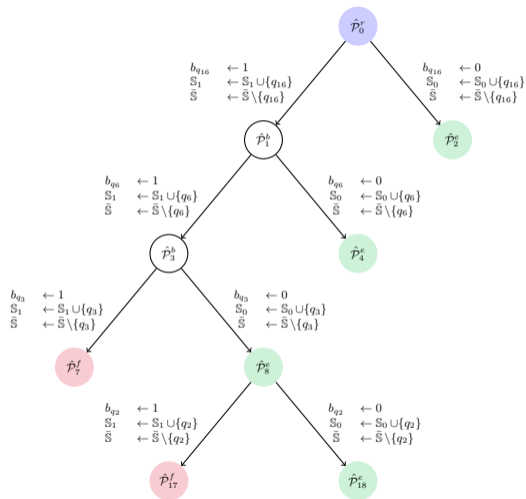 𝒫̂₀ʳ
b_{q₁₆} ← 1
𝕊₁ ← 𝕊₁ ∪ {q₁₆}
𝕊̄ ← 𝕊̄ \ {q₁₆}
b_{q₁₆} ← 0
𝕊₀ ← 𝕊₀ ∪ {q₁₆}
𝕊̄ ← 𝕊̄ \ {q₁₆}
𝒫̂₁ᵇ
𝒫̂₂ᵉ
b_{q₆} ← 1
𝕊₁ ← 𝕊₁ ∪ {q₆}
𝕊̄ ← 𝕊̄ \ {q₆}
b_{q₆} ← 0
𝕊₀ ← 𝕊₀ ∪ {q₆}
𝕊̄ ← 𝕊̄ \ {q₆}
𝒫̂₃ᵇ
𝒫̂₄ᵉ
b_{q₃} ← 1
𝕊₁ ← 𝕊₁ ∪ {q₃}
𝕊̄ ← 𝕊̄ \ {q₃}
b_{q₃} ← 0
𝕊₀ ← 𝕊₀ ∪ {q₃}
𝕊̄ ← 𝕊̄ \ {q₃}
𝒫̂₇ᶠ
𝒫̂₈ᵉ
b_{q₂} ← 1
𝕊₁ ← 𝕊₁ ∪ {q₂}
𝕊̄ ← 𝕊̄ \ {q₂}
b_{q₂} ← 0
𝕊₀ ← 𝕊₀ ∪ {q₂}
𝕊̄ ← 𝕊̄ \ {q₂}
𝒫̂₁₇ᶠ
𝒫̂₁₈ᵉ